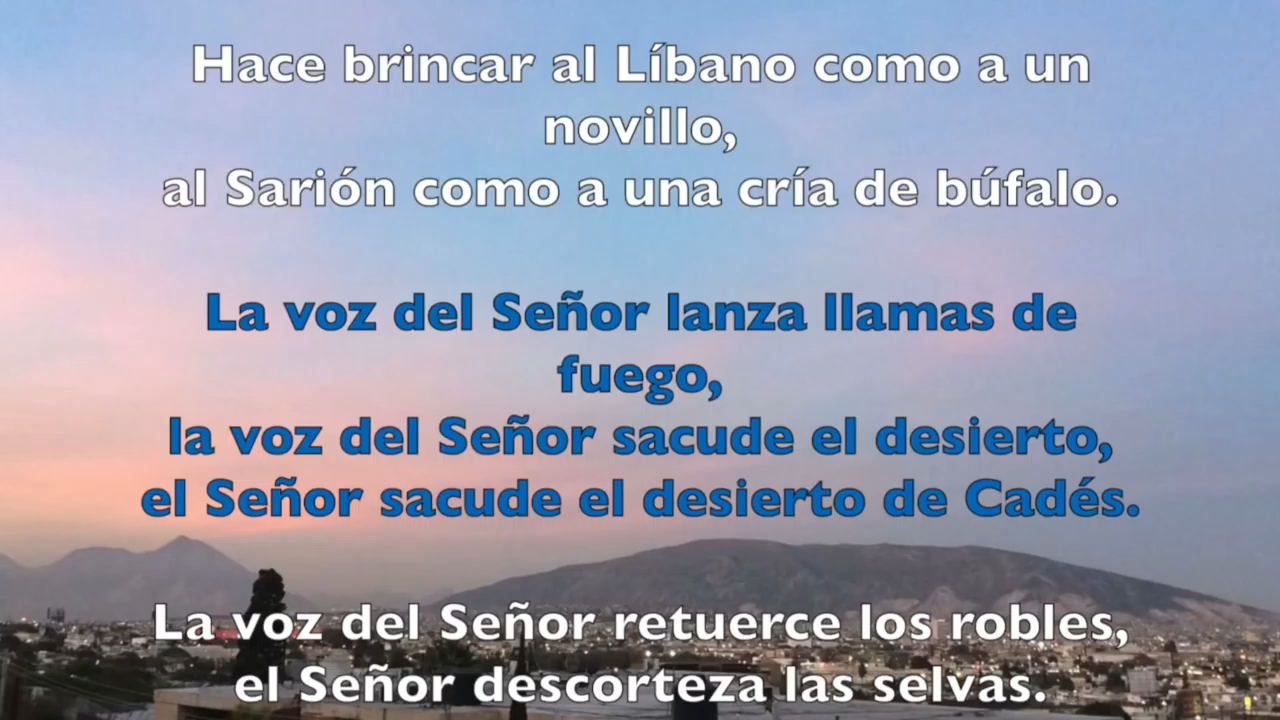 Hace brincar al Líbano como a un
novillo,
al Sarión como a una cría de búfalo.
La voz del Señor lanza llamas de
fuego,
la voz del Señor sacude el desierto,
el Señor sacude el desierto de Cadés.
La voz del Señor retuerce los robles,
el Señor descorteza las selvas.